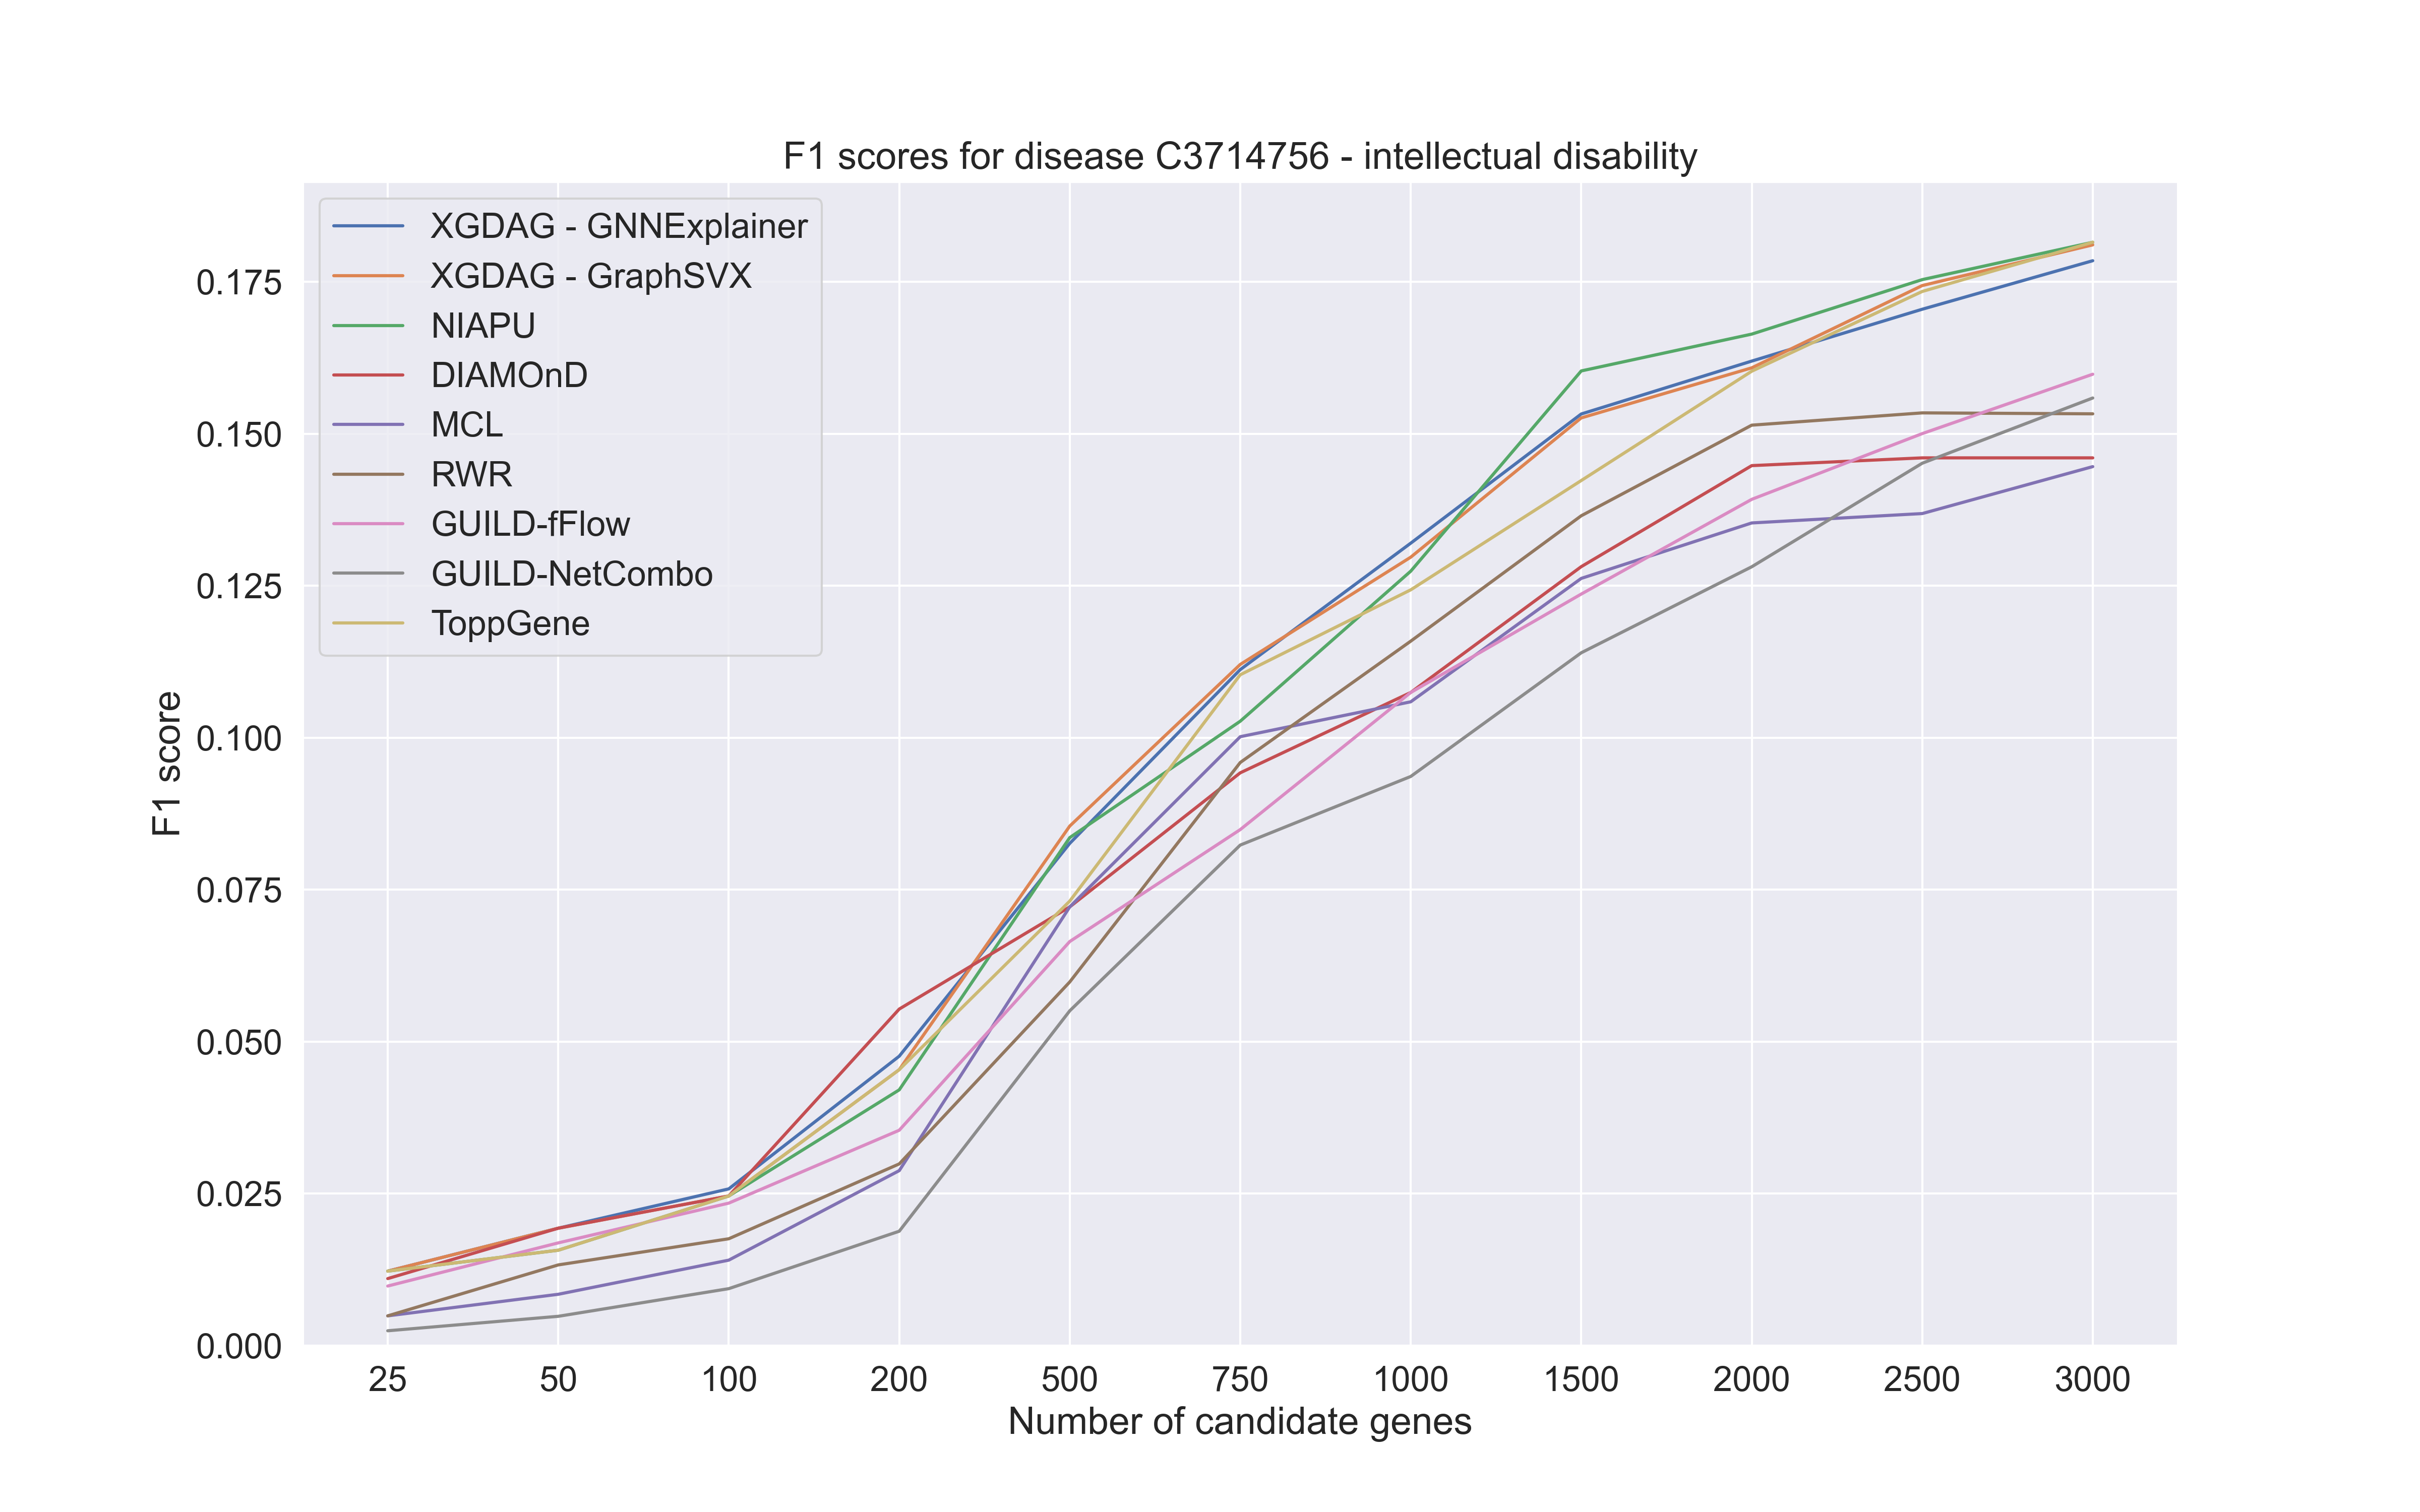 F1 scores for disease C3714756 - intellectual disability
XGDAG - GNNExplainer
XGDAG - GraphSVX
NIAPU
DIAMOnD
MCL
RWR
GUILD-fFlow
GUILD-NetCombo
ToppGene
F1 score
0.175
0.150
0.125
0.100
0.075
0.050
0.025
0.000
25 50 100 200 500 750 1000 1500 2000 2500 3000
Number of candidate genes